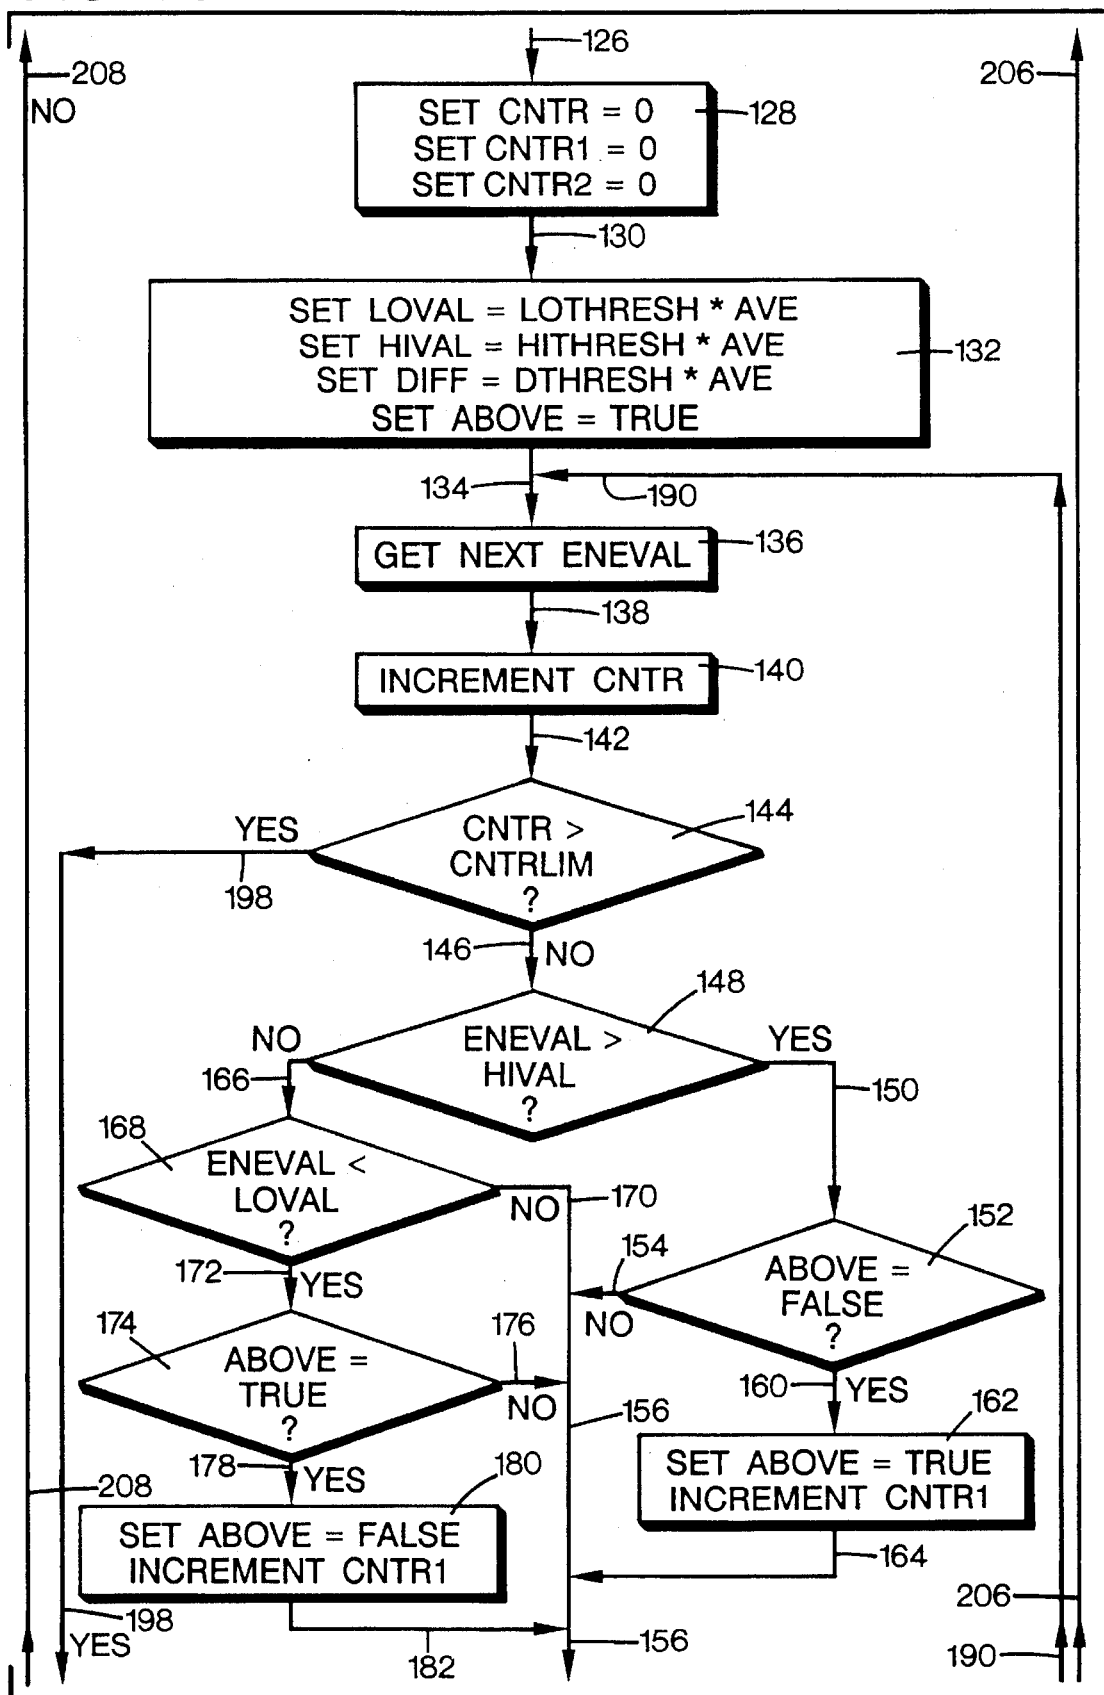 126
208
206
NO
SET CNTR = 0
128
SET CNTR1 = 0
SET CNTR2 = 0
130
SET LOVAL = LOTHRESH * AVE
SET HIVAL = HITHRESH * AVE
132
SET DIFF = DTHRESH * AVE
SET ABOVE = TRUE
134
190
GET NEXT ENEVAL
136
138
INCREMENT CNTR
140
142
144
YES
CNTR >
CNTRLIM
?
198
146
NO
148
NO
ENEVAL >
HIVAL
?
YES
166
150
168
ENEVAL <
LOVAL
?
NO
170
152
154
172
YES
ABOVE =
FALSE
?
NO
174
176
ABOVE =
TRUE
?
NO
160
YES
156
162
178
YES
180
SET ABOVE = TRUE
INCREMENT CNTR1
208
SET ABOVE = FALSE
INCREMENT CNTR1
164
206
198
YES
182
156
190